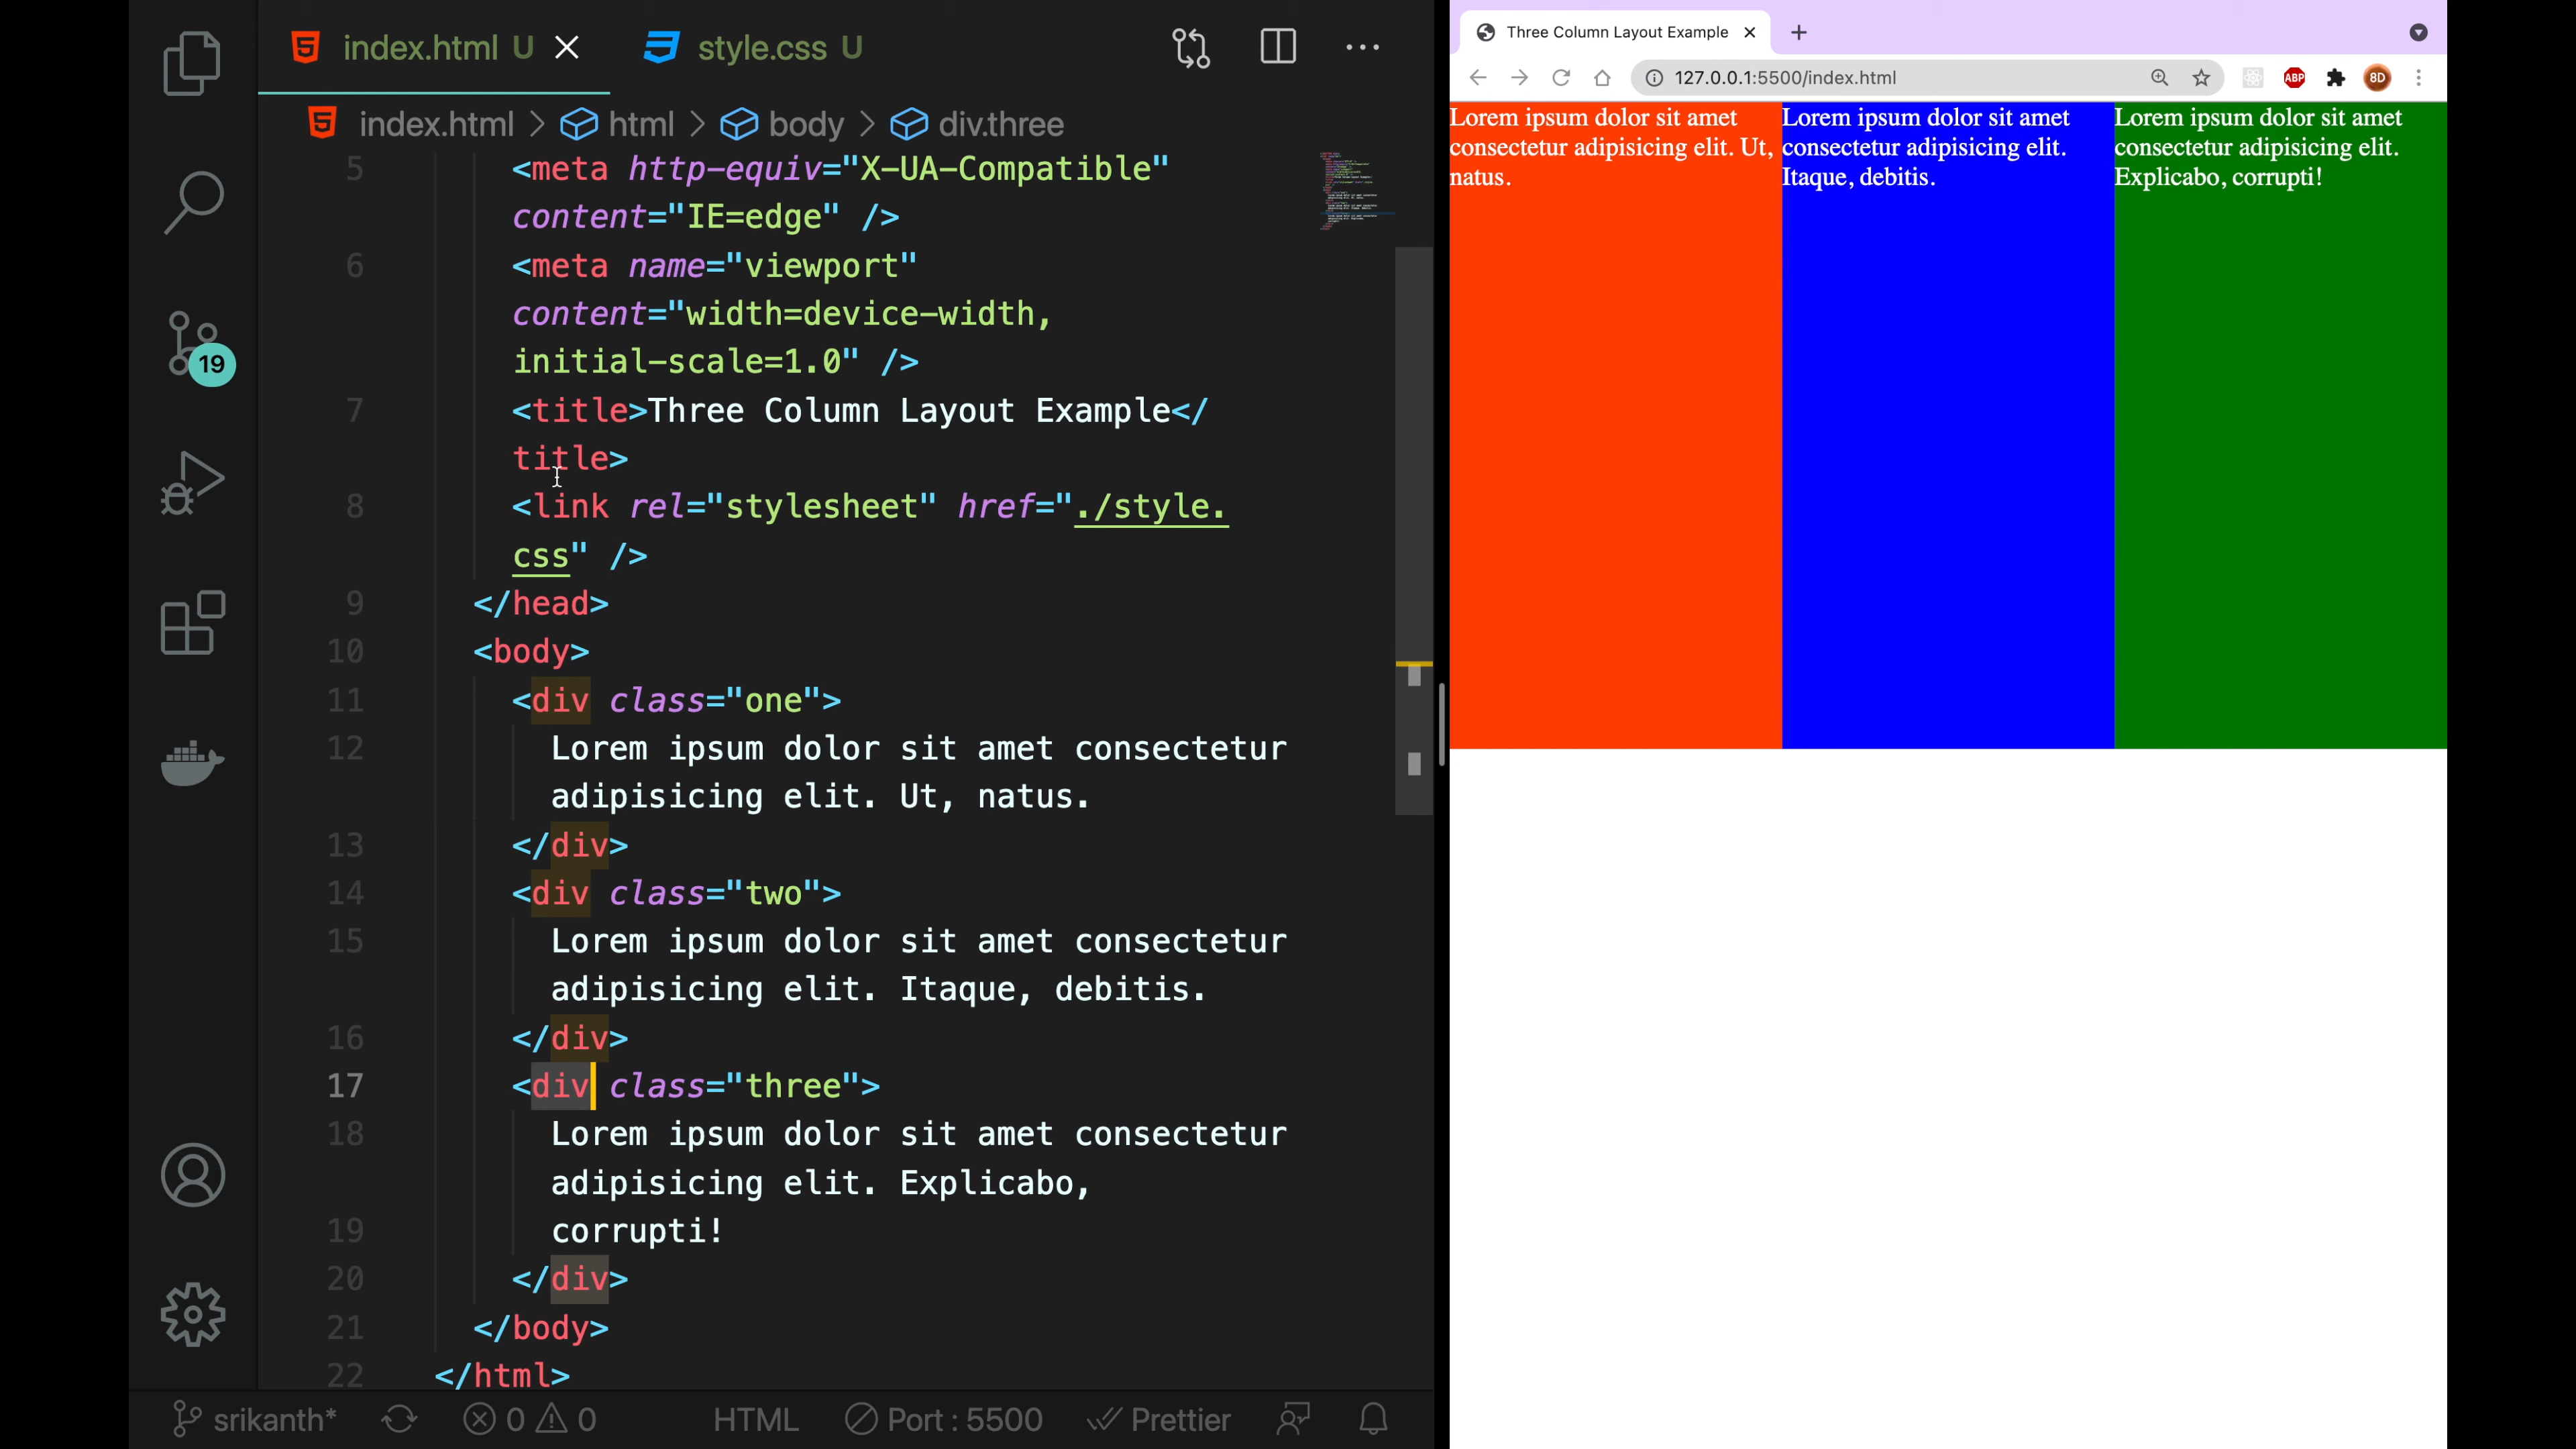 index.html U
style.css U
index.html > html > body > div.three
5 <meta http-equiv="X-UA-Compatible"
content="IE=edge" />
6 <meta name="viewport"
content="width=device-width,
initial-scale=1.0" />
7 <title>Three Column Layout Example</
title>
8 <link rel="stylesheet" href="./style.
css" />
9 </head>
10 <body>
11 <div class="one">
12 Lorem ipsum dolor sit amet consectetur
adipisicing elit. Ut, natus.
13 </div>
14 <div class="two">
15 Lorem ipsum dolor sit amet consectetur
adipisicing elit. Itaque, debitis.
16 </div>
17 <div class="three">
18 Lorem ipsum dolor sit amet consectetur
adipisicing elit. Explicabo,
19 corrupti!
20 </div>
21 </body>
22 </html>
19
srikanth* 0 0 HTML Port : 5500 Prettier
Three Column Layout Example
127.0.0.1:5500/index.html
ABP
8D
Lorem ipsum dolor sit amet
consectetur adipisicing elit. Ut,
natus.
Lorem ipsum dolor sit amet
consectetur adipisicing elit.
Itaque, debitis.
Lorem ipsum dolor sit amet
consectetur adipisicing elit.
Explicabo, corrupti!